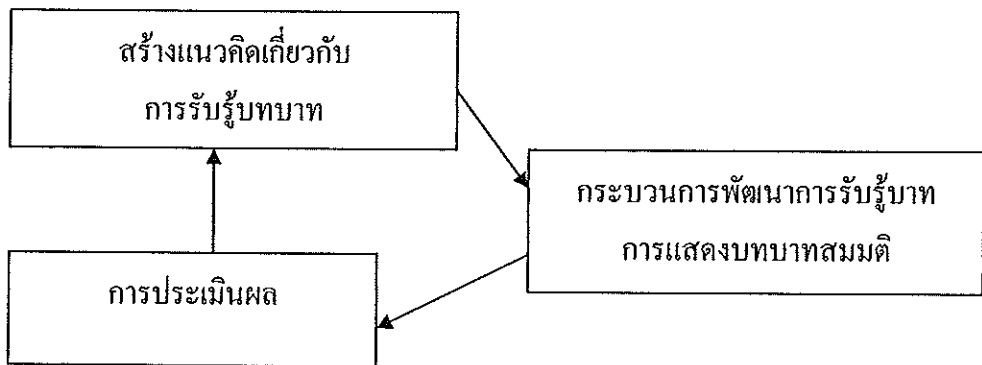 สร้างแนวคิดเกี่ยวกับ
การรับรู้บทบาท
กระบวนการพัฒนาการรับรู้บาท
การแสดงบทบาทสมมติ
การประเมินผล